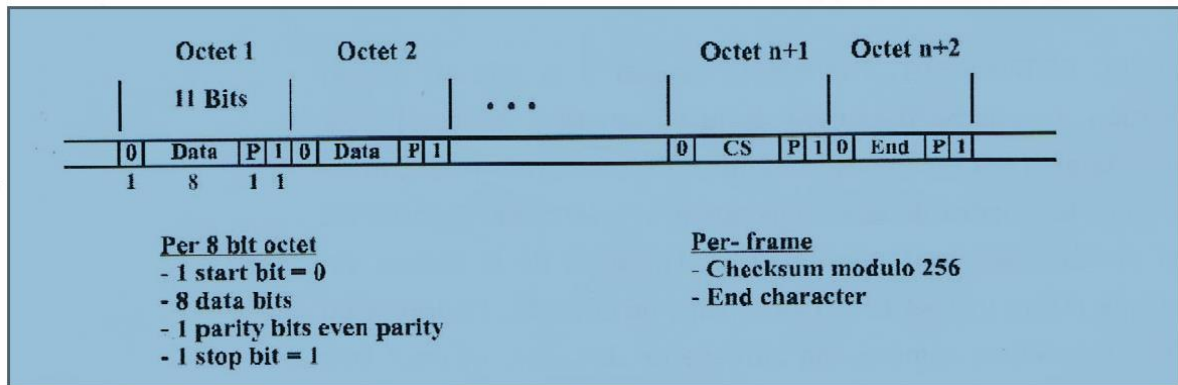 Octet 1 Octet 2 Octet n+1 Octet n+2
11 Bits
...
0 Data P 1 0 Data P 1 0 CS P 1 0 End P 1
1 8 1 1
Per 8 bit octet
- 1 start bit = 0
- 8 data bits
- 1 parity bits even parity
- 1 stop bit = 1
Per- frame
- Checksum modulo 256
- End character